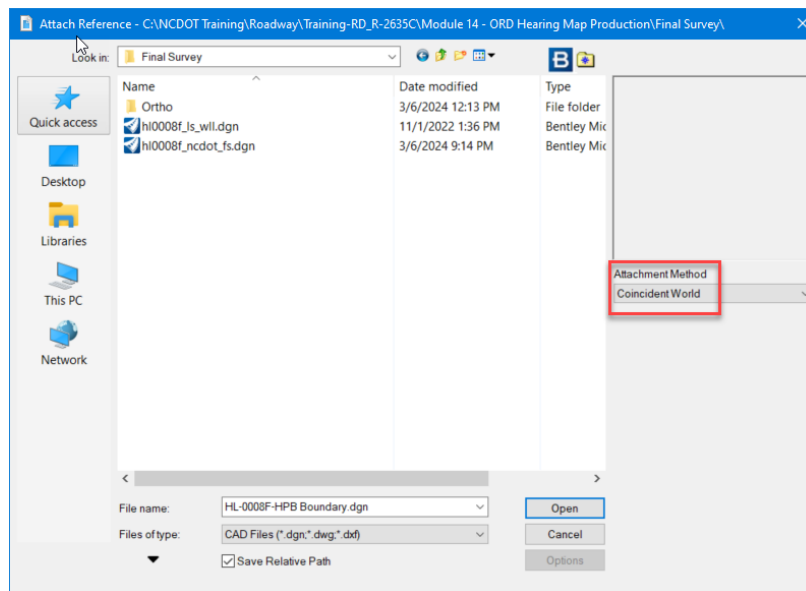 Attach Reference - C:\NCDOT Training\Roadway\Training-RD_R-2635C\Module 14 - ORD Hearing Map Production\Final Survey\
Look in:
Final Survey
B
Quick access
Desktop
Libraries
This PC
Network
Name Date modified Type
Ortho 3/6/2024 12:13 PM File folder
hl0008f_ls_wll.dgn 11/1/2022 1:36 PM Bentley Mic
hl0008f_ncdot_fs.dgn 3/6/2024 9:14 PM Bentley Mic
Attachment Method
Coincident World
File name: HL-0008F-HPB Boundary.dgn Open
Files of type: CAD Files (*.dgn;*.dwg;*.dxf) Cancel
Save Relative Path Options